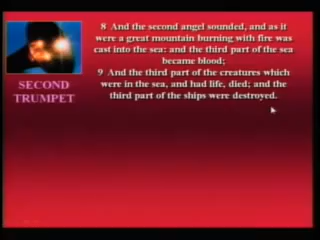 8 And the second angel sounded, and as it
were a great mountain burning with fire was
cast into the sea: and the third part of the sea
became blood;
9 And the third part of the creatures which
were in the sea, and had life, died; and the
third part of the ships were destroyed.
SECOND
TRUMPET